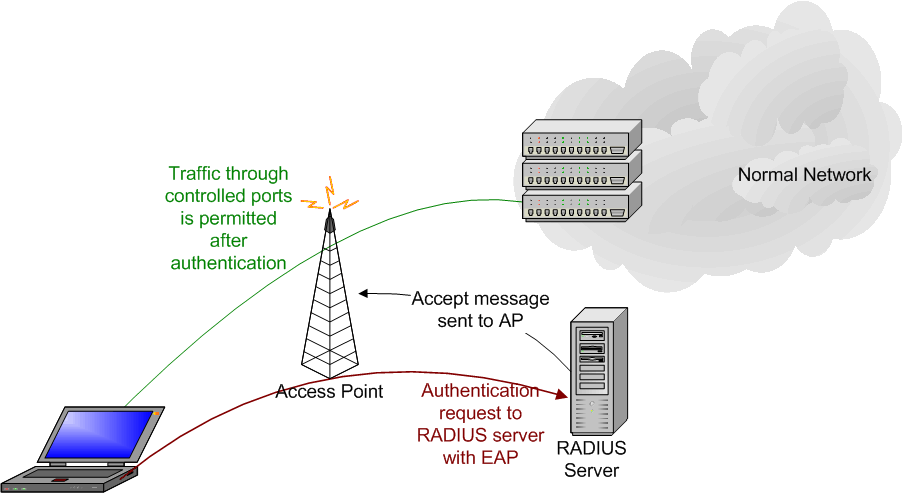 Traffic through
controlled ports
is permitted
after
authentication
Normal Network
Accept message
sent to AP
Access Point
Authentication
request to
RADIUS server
with EAP
RADIUS
Server